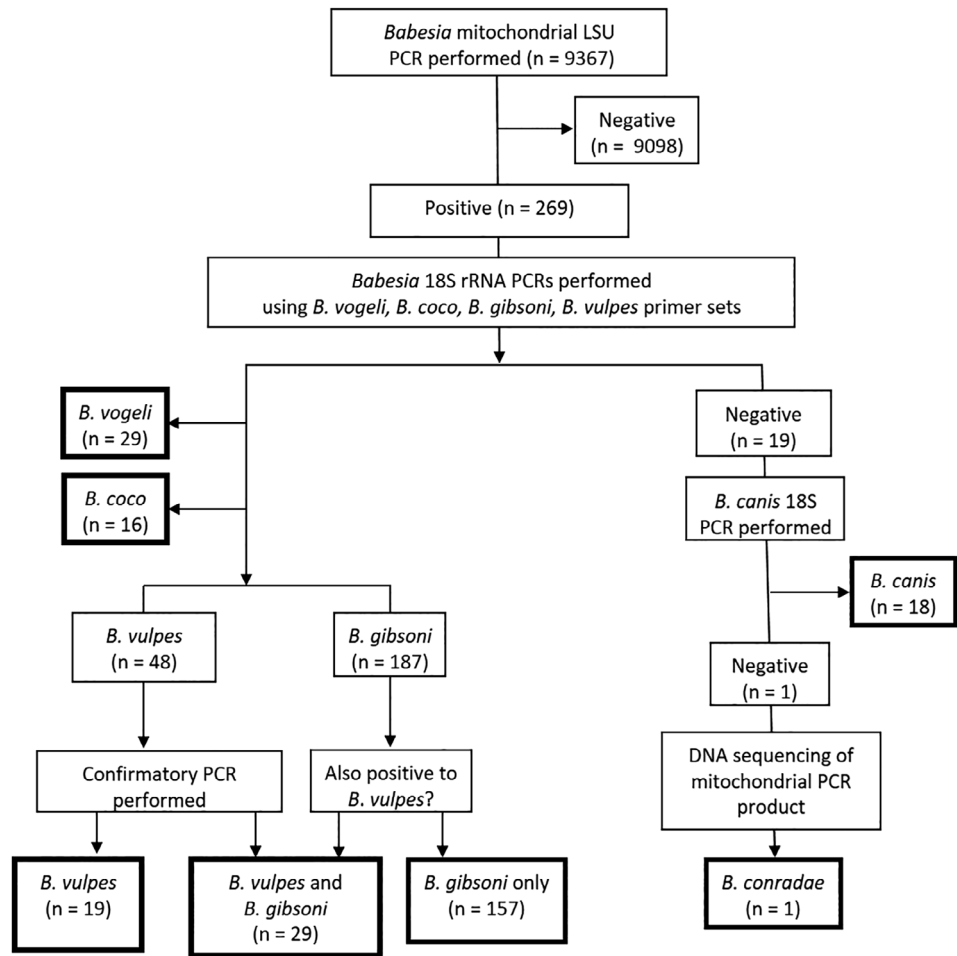 Babesia mitochondrial LSU
PCR performed (n = 9367)
Negative
(n = 9098)
Positive (n = 269)
Babesia 18S rRNA PCRs performed
using B. vogeli, B. coco, B. gibsoni, B. vulpes primer sets
B. vogeli
(n = 29)
B. coco
(n = 16)
Negative
(n = 19)
B. canis 18S
PCR performed
B. canis
(n = 18)
B. vulpes
(n = 48)
B. gibsoni
(n = 187)
Negative
(n = 1)
Confirmatory PCR
performed
Also positive to
B. vulpes?
DNA sequencing of
mitochondrial PCR
product
B. vulpes
(n = 19)
B. vulpes and
B. gibsoni
(n = 29)
B. gibsoni only
(n = 157)
B. conradae
(n = 1)